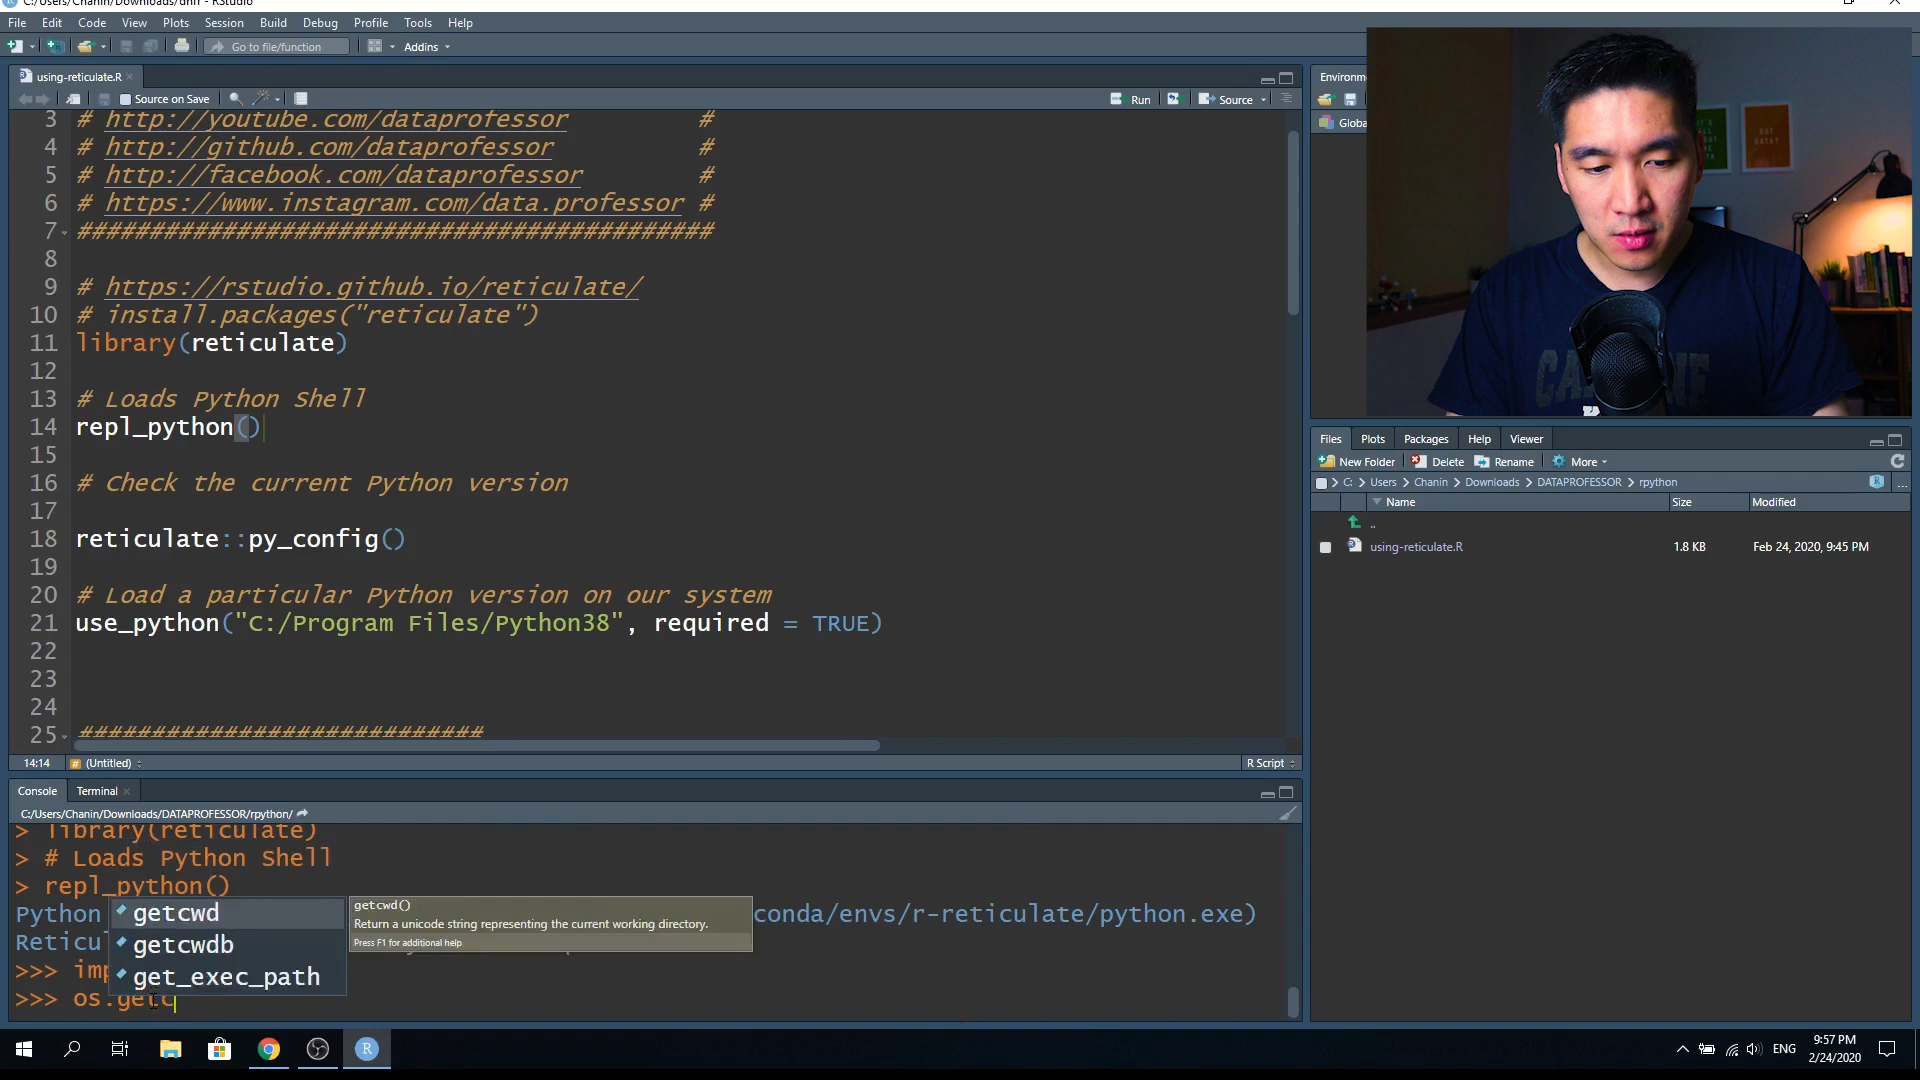 C:/Users/Chanin/Downloads/dhfr - RStudio
File Edit Code View Plots Session Build Debug Profile Tools Help
Go to file/function Addins
using-reticulate.R
Source on Save Run Source
3 # http://youtube.com/dataprofessor #
4 # http://github.com/dataprofessor #
5 # http://facebook.com/dataprofessor #
6 # https://www.instagram.com/data.professor #
7 ############################################
8
9 # https://rstudio.github.io/reticulate/
10 # install.packages("reticulate")
11 library(reticulate)
12
13 # Loads Python Shell
14 repl_python()
15
16 # Check the current Python version
17
18 reticulate::py_config()
19
20 # Load a particular Python version on our system
21 use_python("C:/Program Files/Python38", required = TRUE)
22
23
24
25 ############################
14:14 # (Untitled) R Script
Console Terminal
C:/Users/Chanin/Downloads/DATAPROFESSOR/rpython/
> library(reticulate)
> # Loads Python Shell
> repl_python()
Python conda/envs/r-reticulate/python.exe)
Reticu
>>> imp
>>> os.getc
getcwd
getcwdb
get_exec_path
getcwd()
Return a unicode string representing the current working directory.
Press F1 for additional help
Environm
Globa
Files Plots Packages Help Viewer
New Folder Delete Rename More
C: > Users > Chanin > Downloads > DATAPROFESSOR > rpython ...
Name Size Modified
..
using-reticulate.R 1.8 KB Feb 24, 2020, 9:45 PM
ENG
9:57 PM
2/24/2020